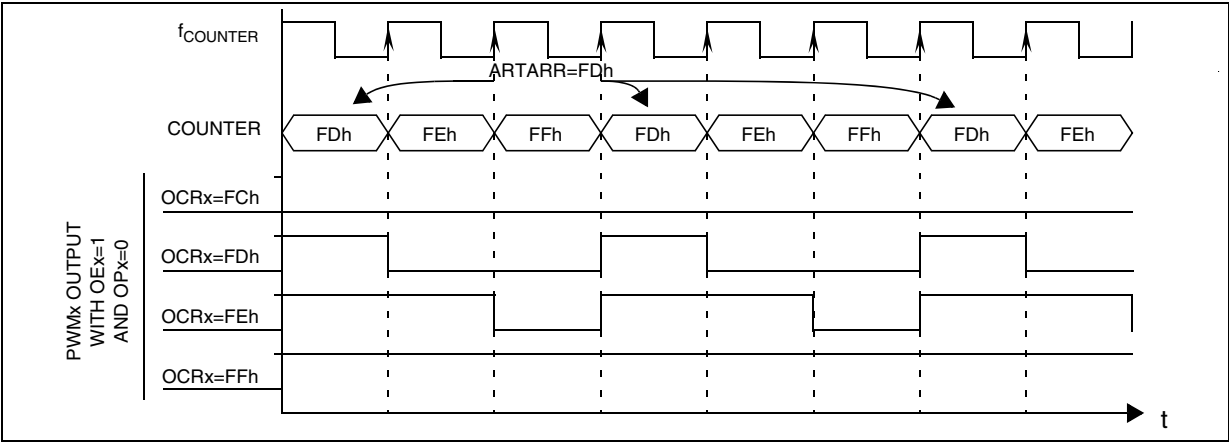 fCOUNTER
ARTARR=FDh
COUNTER
FDh FEh FFh FDh FEh FFh FDh FEh
PWMx OUTPUT
WITH OEx=1
AND OPx=0
OCRx=FCh
OCRx=FDh
OCRx=FEh
OCRx=FFh
t